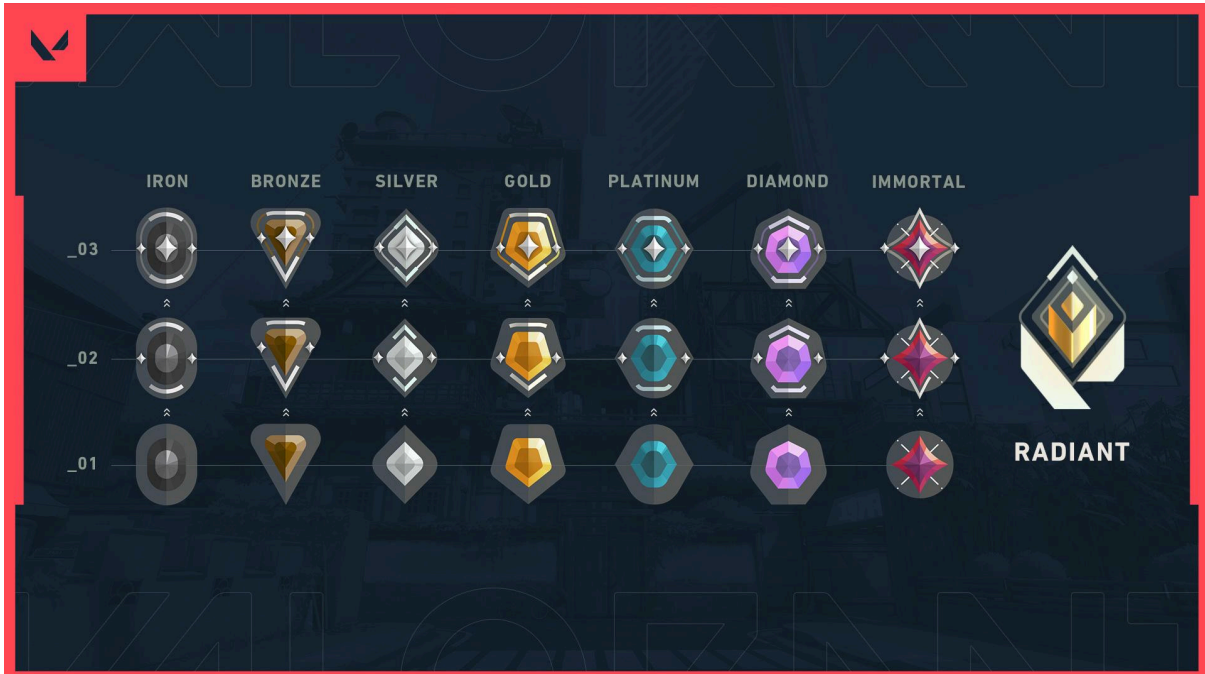 IRON BRONZE SILVER GOLD PLATINUM DIAMOND IMMORTAL
_03
_02
_01
RADIANT